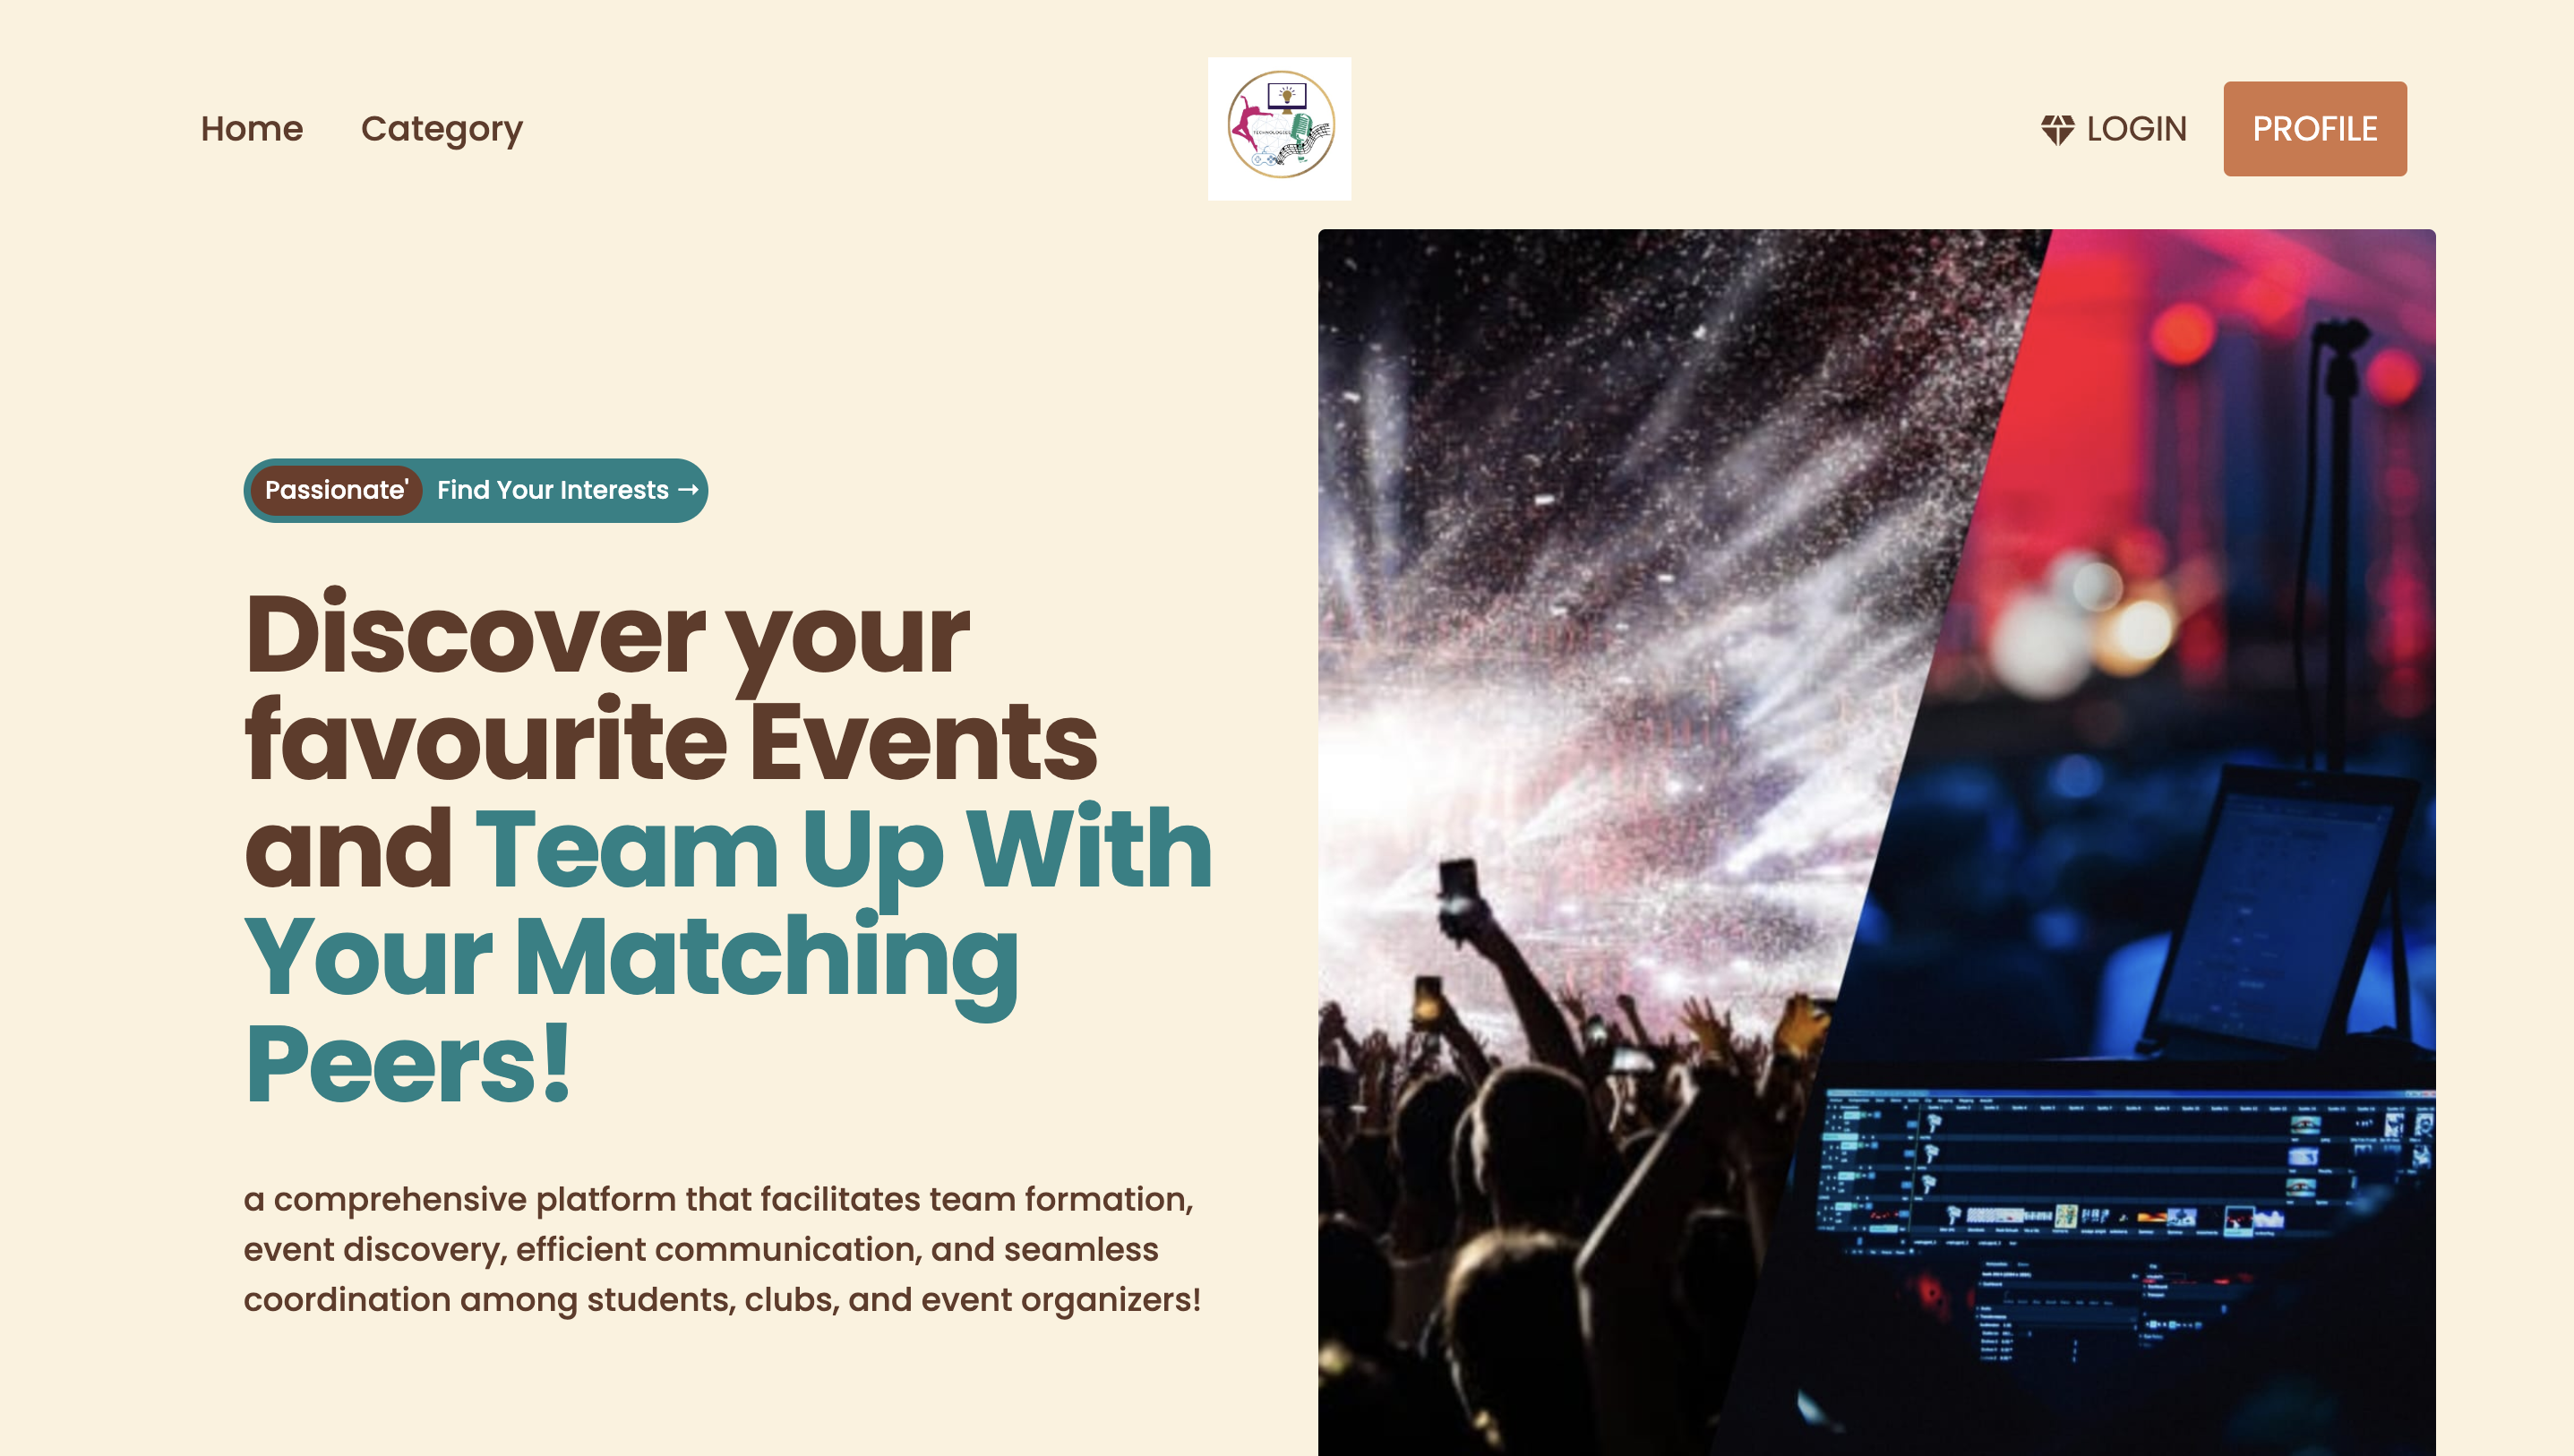 Home Category
TECHNOLOGIES
LOGIN PROFILE
Passionate' Find Your Interests →
Discover your
favourite Events
and Team Up With
Your Matching
Peers!
a comprehensive platform that facilitates team formation,
event discovery, efficient communication, and seamless
coordination among students, clubs, and event organizers!